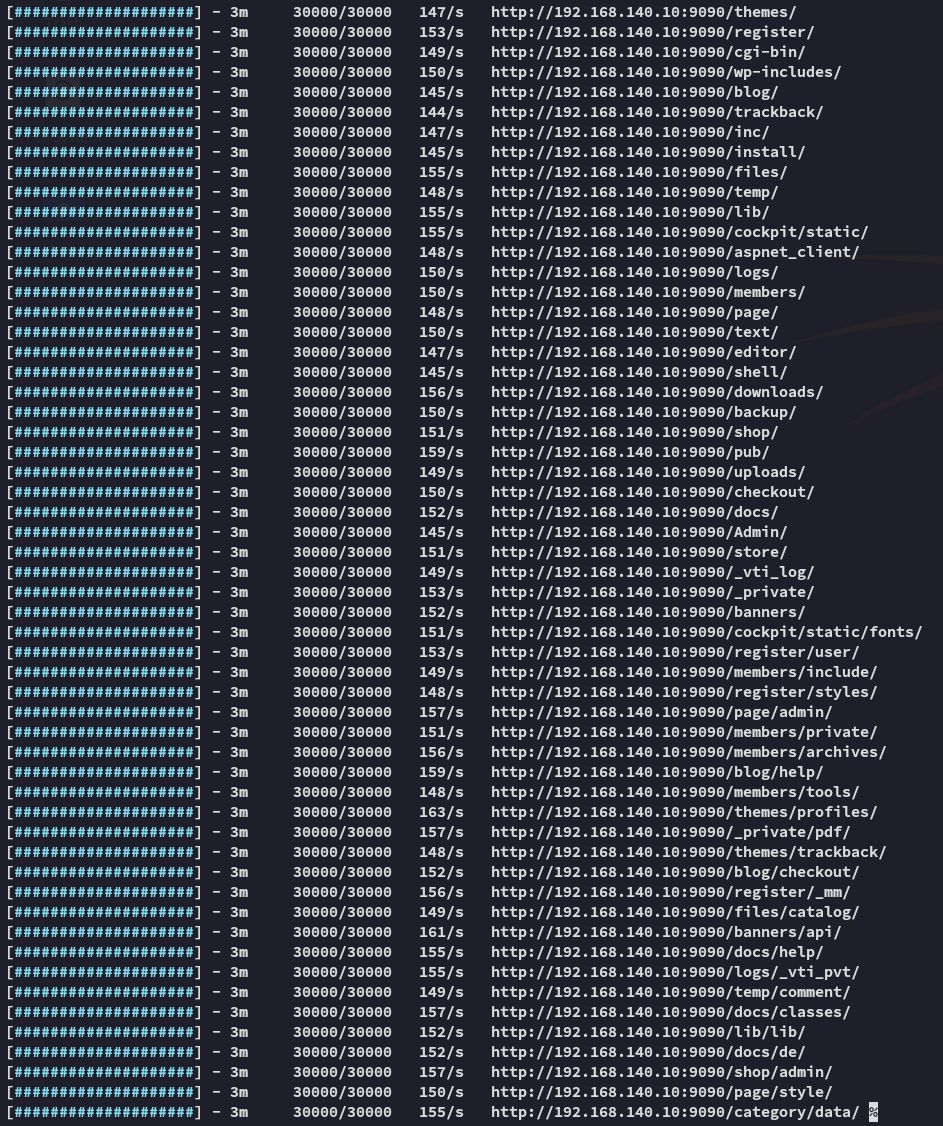 [####################] - 3m     30000/30000   147/s   http://192.168.140.10:9090/themes/
[####################] - 3m     30000/30000   153/s   http://192.168.140.10:9090/register/
[####################] - 3m     30000/30000   149/s   http://192.168.140.10:9090/cgi-bin/
[####################] - 3m     30000/30000   150/s   http://192.168.140.10:9090/wp-includes/
[####################] - 3m     30000/30000   145/s   http://192.168.140.10:9090/blog/
[####################] - 3m     30000/30000   144/s   http://192.168.140.10:9090/trackback/
[####################] - 3m     30000/30000   147/s   http://192.168.140.10:9090/inc/
[####################] - 3m     30000/30000   145/s   http://192.168.140.10:9090/install/
[####################] - 3m     30000/30000   155/s   http://192.168.140.10:9090/files/
[####################] - 3m     30000/30000   148/s   http://192.168.140.10:9090/temp/
[####################] - 3m     30000/30000   155/s   http://192.168.140.10:9090/lib/
[####################] - 3m     30000/30000   155/s   http://192.168.140.10:9090/cockpit/static/
[####################] - 3m     30000/30000   148/s   http://192.168.140.10:9090/aspnet_client/
[####################] - 3m     30000/30000   150/s   http://192.168.140.10:9090/logs/
[####################] - 3m     30000/30000   150/s   http://192.168.140.10:9090/members/
[####################] - 3m     30000/30000   148/s   http://192.168.140.10:9090/page/
[####################] - 3m     30000/30000   150/s   http://192.168.140.10:9090/text/
[####################] - 3m     30000/30000   147/s   http://192.168.140.10:9090/editor/
[####################] - 3m     30000/30000   145/s   http://192.168.140.10:9090/shell/
[####################] - 3m     30000/30000   156/s   http://192.168.140.10:9090/downloads/
[####################] - 3m     30000/30000   150/s   http://192.168.140.10:9090/backup/
[####################] - 3m     30000/30000   151/s   http://192.168.140.10:9090/shop/
[####################] - 3m     30000/30000   159/s   http://192.168.140.10:9090/pub/
[####################] - 3m     30000/30000   149/s   http://192.168.140.10:9090/uploads/
[####################] - 3m     30000/30000   150/s   http://192.168.140.10:9090/checkout/
[####################] - 3m     30000/30000   152/s   http://192.168.140.10:9090/docs/
[####################] - 3m     30000/30000   145/s   http://192.168.140.10:9090/Admin/
[####################] - 3m     30000/30000   151/s   http://192.168.140.10:9090/store/
[####################] - 3m     30000/30000   149/s   http://192.168.140.10:9090/_vti_log/
[####################] - 3m     30000/30000   153/s   http://192.168.140.10:9090/_private/
[####################] - 3m     30000/30000   152/s   http://192.168.140.10:9090/banners/
[####################] - 3m     30000/30000   151/s   http://192.168.140.10:9090/cockpit/static/fonts/
[####################] - 3m     30000/30000   153/s   http://192.168.140.10:9090/register/user/
[####################] - 3m     30000/30000   149/s   http://192.168.140.10:9090/members/include/
[####################] - 3m     30000/30000   148/s   http://192.168.140.10:9090/register/styles/
[####################] - 3m     30000/30000   157/s   http://192.168.140.10:9090/page/admin/
[####################] - 3m     30000/30000   151/s   http://192.168.140.10:9090/members/private/
[####################] - 3m     30000/30000   156/s   http://192.168.140.10:9090/members/archives/
[####################] - 3m     30000/30000   159/s   http://192.168.140.10:9090/blog/help/
[####################] - 3m     30000/30000   148/s   http://192.168.140.10:9090/members/tools/
[####################] - 3m     30000/30000   163/s   http://192.168.140.10:9090/themes/profiles/
[####################] - 3m     30000/30000   157/s   http://192.168.140.10:9090/_private/pdf/
[####################] - 3m     30000/30000   148/s   http://192.168.140.10:9090/themes/trackback/
[####################] - 3m     30000/30000   152/s   http://192.168.140.10:9090/blog/checkout/
[####################] - 3m     30000/30000   156/s   http://192.168.140.10:9090/register/_mm/
[####################] - 3m     30000/30000   149/s   http://192.168.140.10:9090/files/catalog/
[####################] - 3m     30000/30000   161/s   http://192.168.140.10:9090/banners/api/
[####################] - 3m     30000/30000   155/s   http://192.168.140.10:9090/docs/help/
[####################] - 3m     30000/30000   155/s   http://192.168.140.10:9090/logs/_vti_pvt/
[####################] - 3m     30000/30000   149/s   http://192.168.140.10:9090/temp/comment/
[####################] - 3m     30000/30000   157/s   http://192.168.140.10:9090/docs/classes/
[####################] - 3m     30000/30000   152/s   http://192.168.140.10:9090/lib/lib/
[####################] - 3m     30000/30000   152/s   http://192.168.140.10:9090/docs/de/
[####################] - 3m     30000/30000   157/s   http://192.168.140.10:9090/shop/admin/
[####################] - 3m     30000/30000   150/s   http://192.168.140.10:9090/page/style/
[####################] - 3m     30000/30000   155/s   http://192.168.140.10:9090/category/data/ %